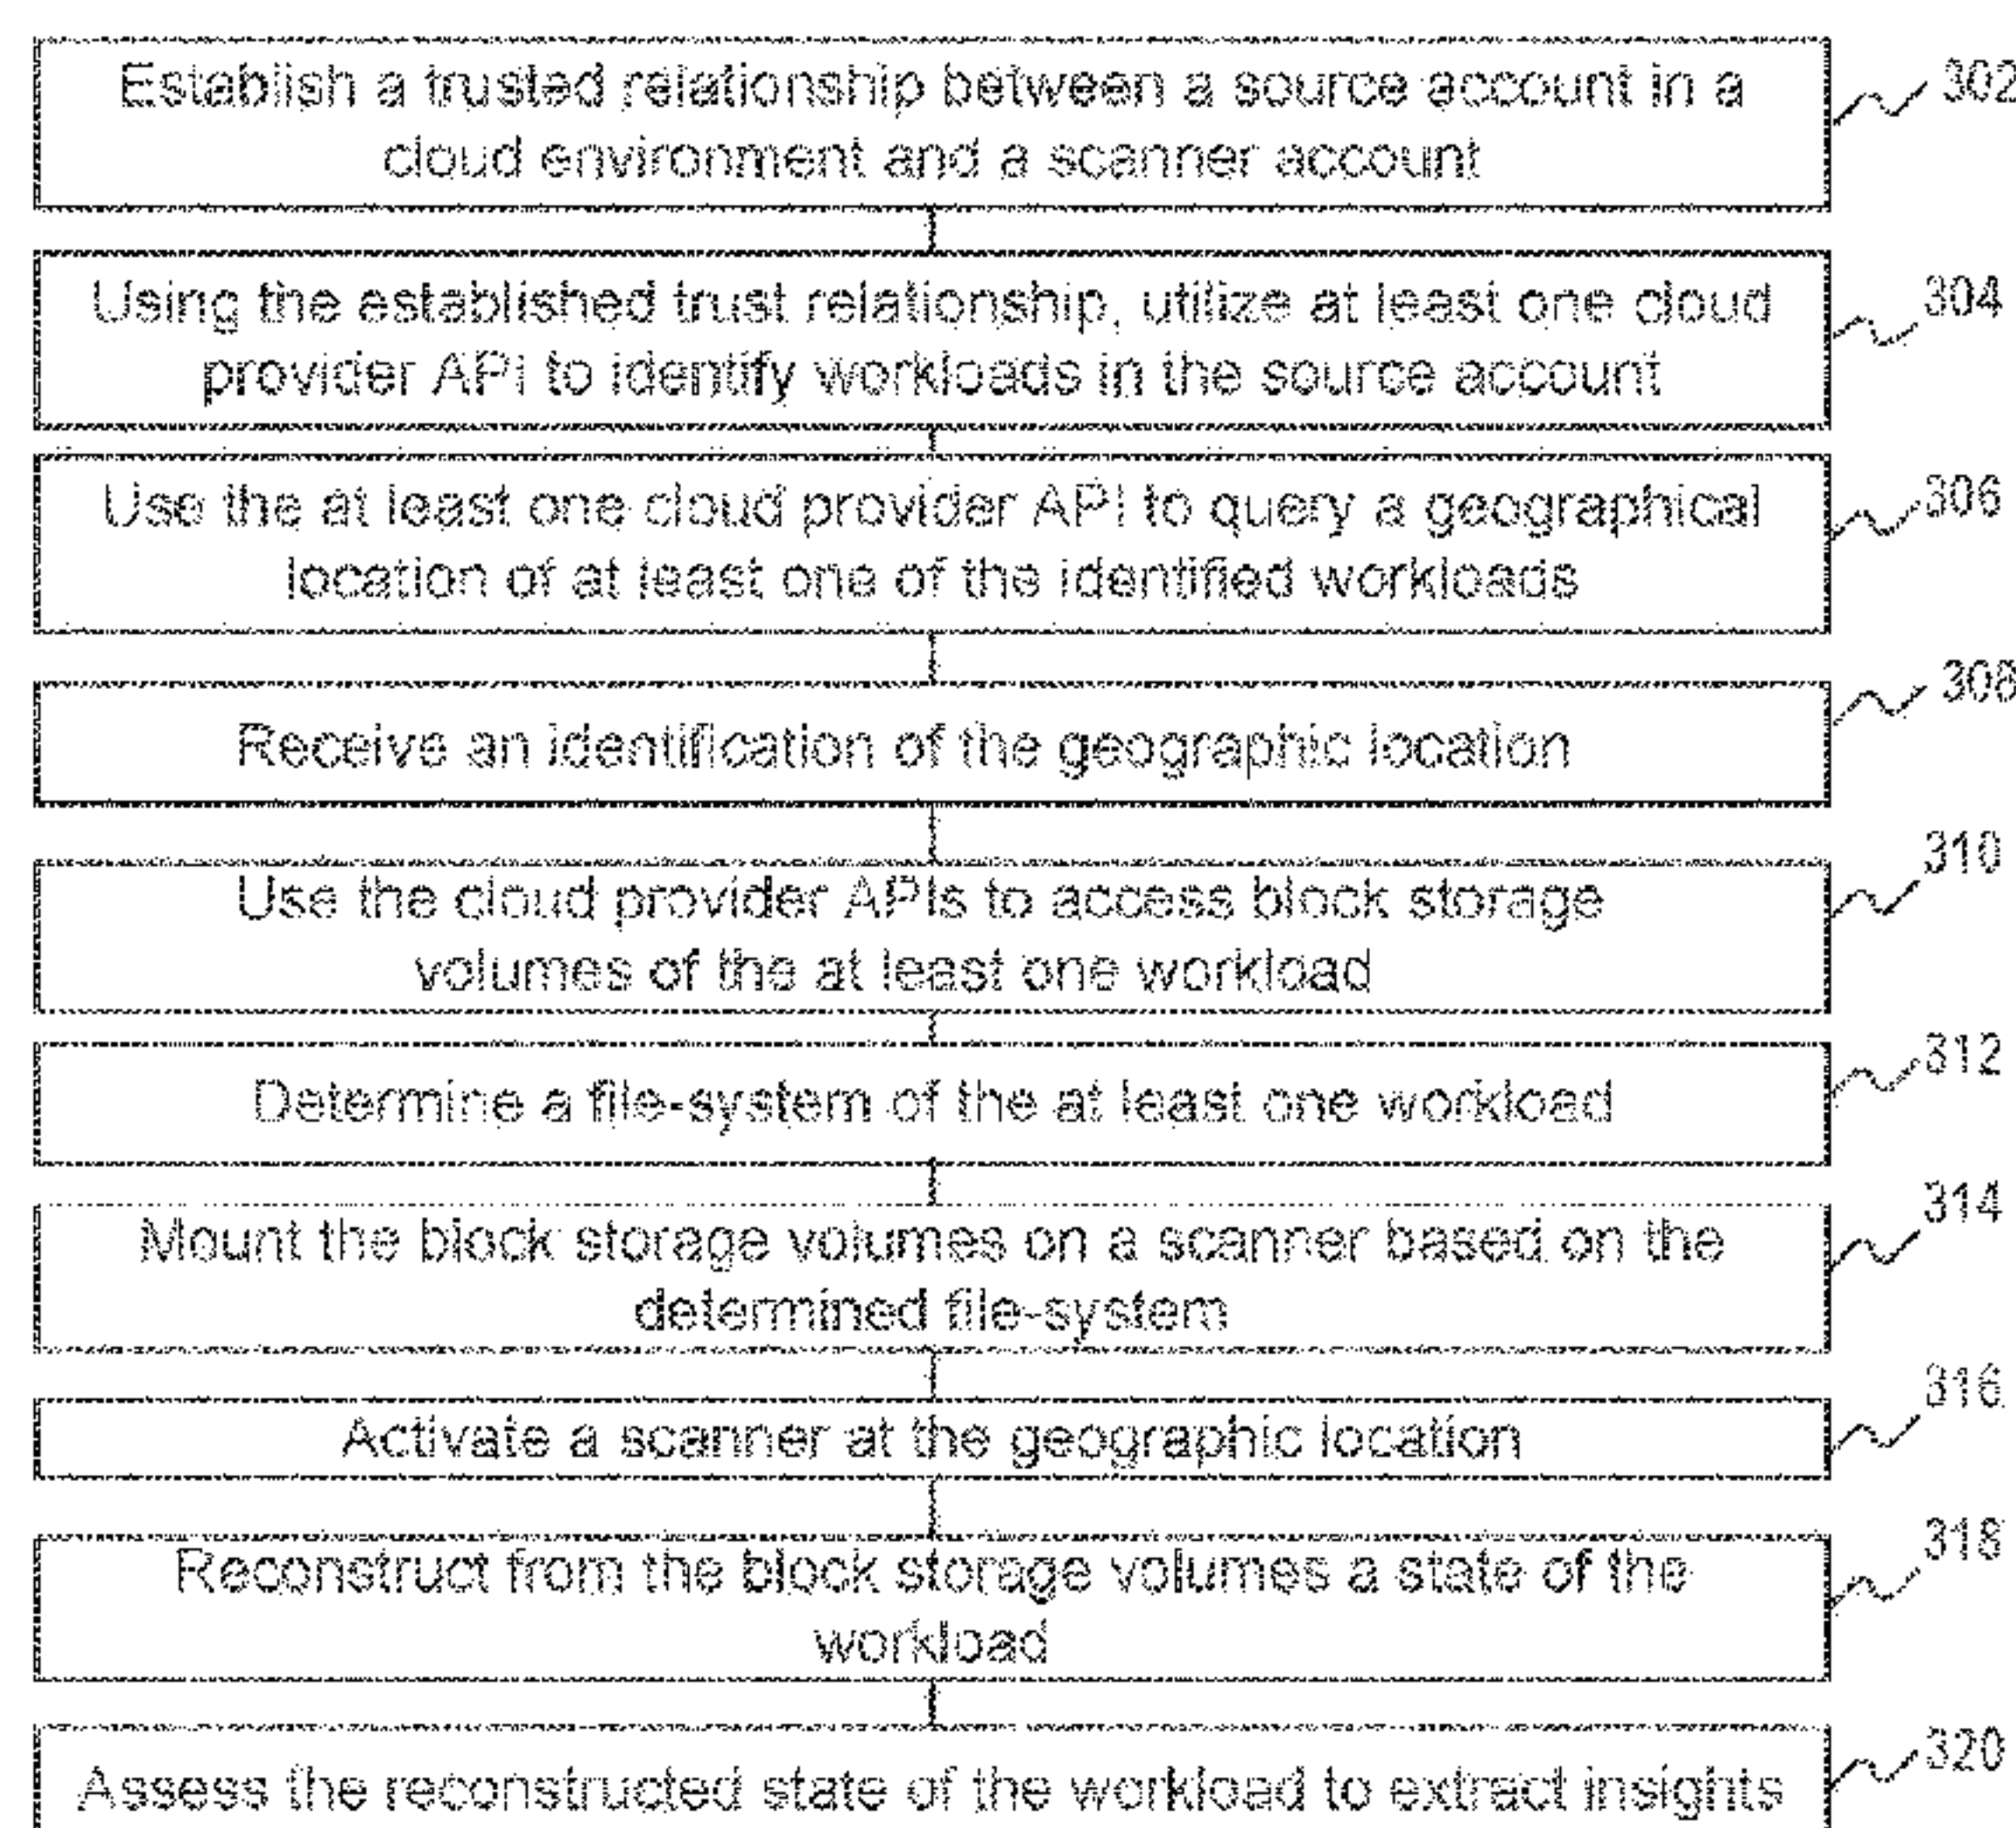 Establish a trusted relationship between a source account in a
cloud environment and a scanner account
302
Using the established trust relationship, utilize at least one cloud
provider API to identify workloads in the source account
304
Use the at least one cloud provider API to query a geographical
location of at least one of the identified workloads
306
Receive an identification of the geographic location
308
Use the cloud provider APIs to access block storage
volumes of the at least one workload
310
Determine a file-system of the at least one workload
312
Mount the block storage volumes on a scanner based on the
determined file-system
314
Activate a scanner at the geographic location
316
Reconstruct from the block storage volumes a state of the
workload
318
Assess the reconstructed state of the workload to extract insights
320